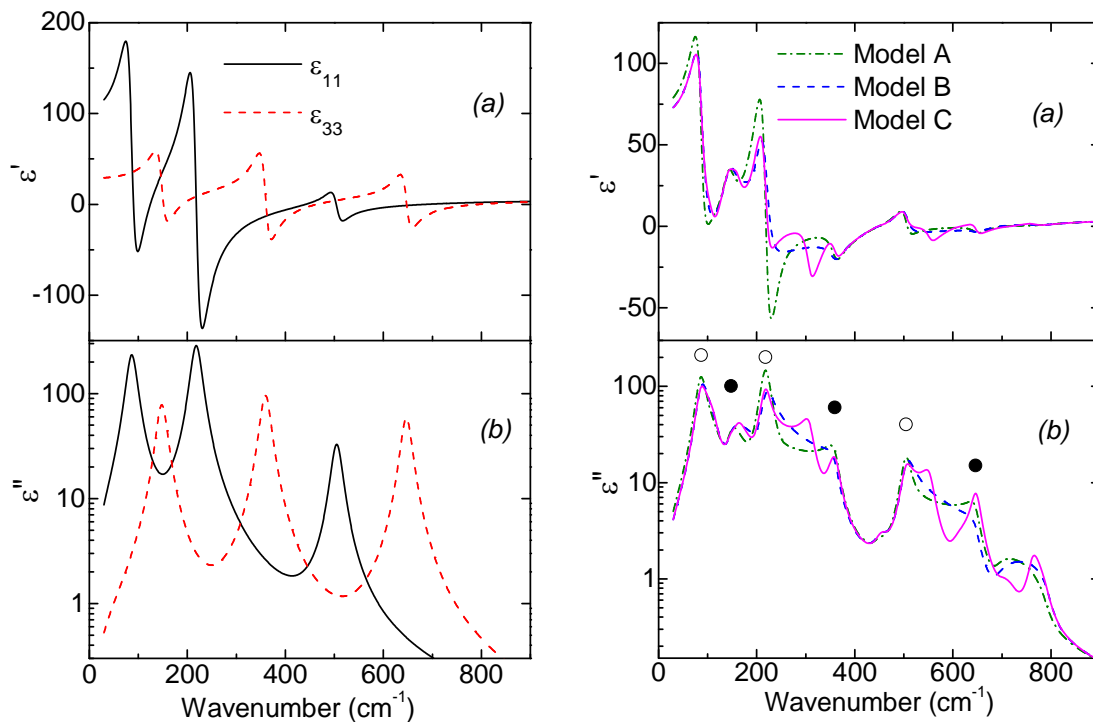 200
100
0
-100
ε'
ε₁₁
ε₃₃
(a)
100
10
1
ε"
(b)
0 200 400 600 800
Wavenumber (cm⁻¹)
100
50
0
-50
ε'
Model A
Model B
Model C
(a)
100
10
1
ε"
(b)
0 200 400 600 800
Wavenumber (cm⁻¹)